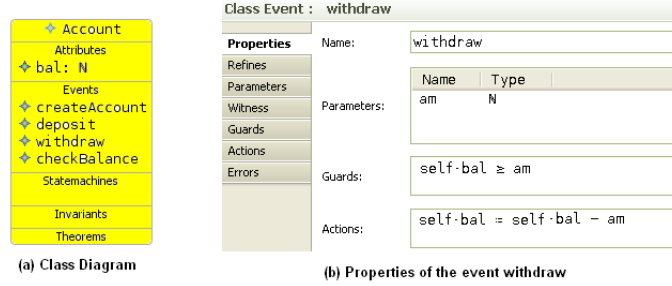 Account
Attributes
bal: ℕ
Events
createAccount
deposit
withdraw
checkBalance
Statemachines
Invariants
Theorems
(a) Class Diagram
Class Event : withdraw
Properties
Refines
Parameters
Witness
Guards
Actions
Errors
Name: withdraw
Parameters:
Name Type
am ℕ
Guards: self·bal ≥ am
Actions: self·bal ≔ self·bal − am
(b) Properties of the event withdraw